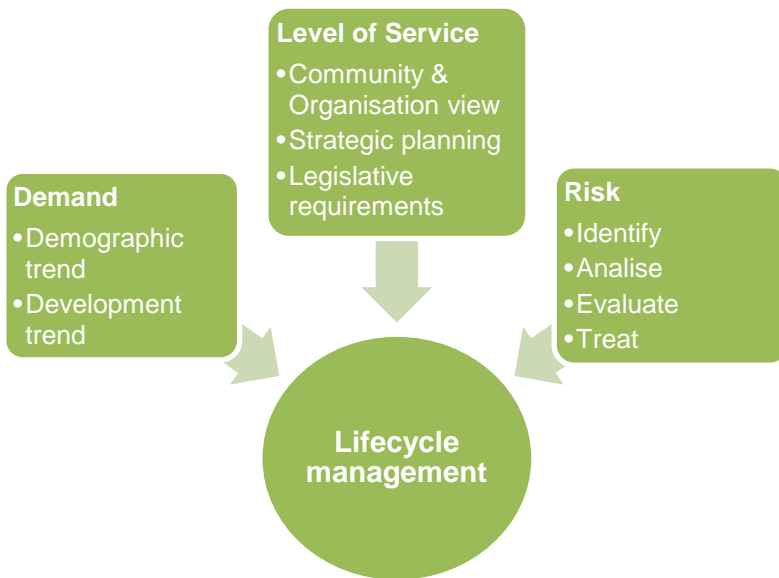 Level of Service
•Community &
Organisation view
•Strategic planning
•Legislative
requirements
Demand
•Demographic
trend
•Development
trend
Risk
•Identify
•Analise
•Evaluate
•Treat
Lifecycle
management